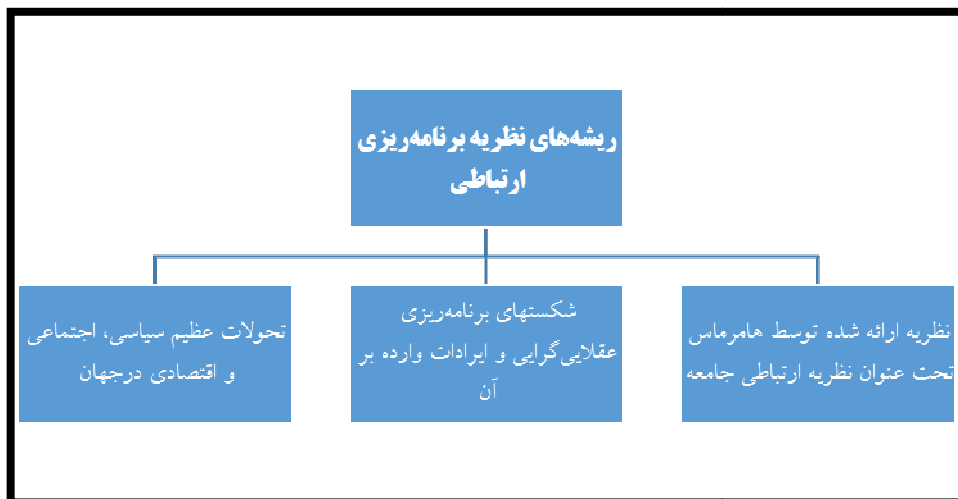 ریشه‌های نظریه برنامه‌ریزی
ارتباطی
نظریه ارائه شده توسط هامرماس
تحت عنوان نظریه ارتباطی جامعه
شکستهای برنامه‌ریزی
عقلایی‌گرایی و ایرادات وارده بر
آن
تحولات عظیم سیاسی، اجتماعی
و اقتصادی درجهان